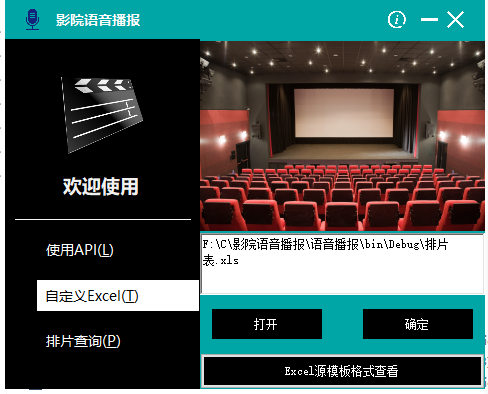 影院语音播报
欢迎使用
使用API(L)
自定义Excel(T)
排片查询(P)
F:\C\影院语音播报\语音播报\bin\Debug\排片
表.xls
打开
确定
Excel源模板格式查看